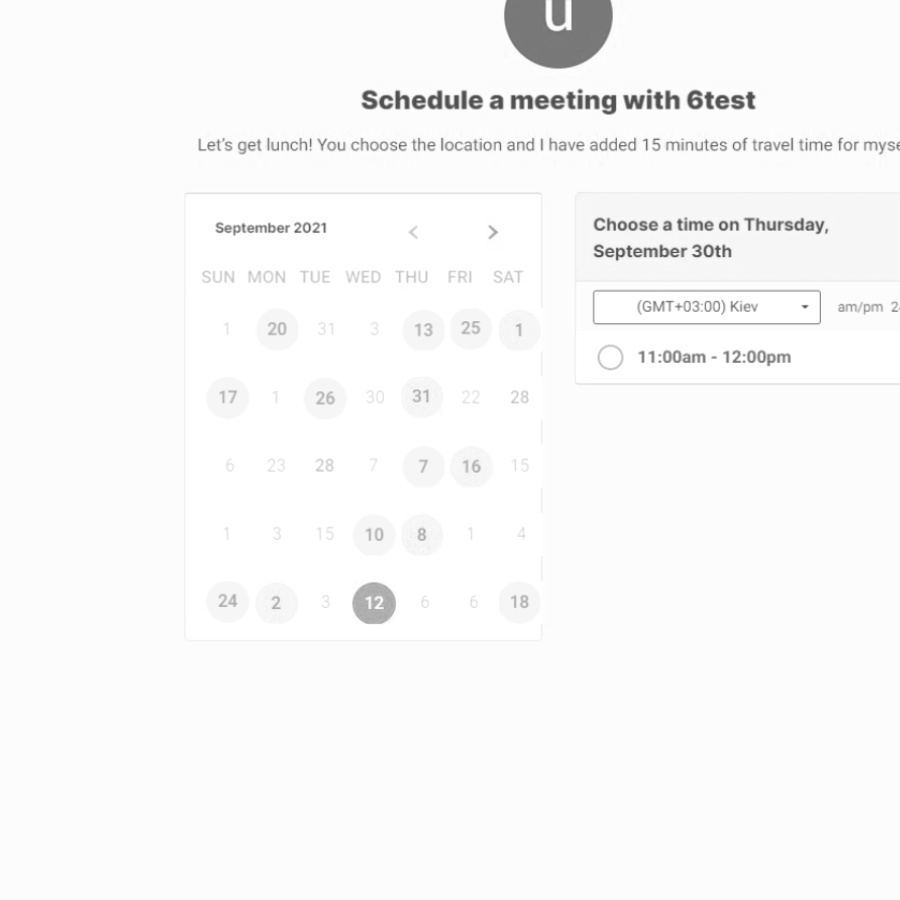 u
Schedule a meeting with 6test
Let's get lunch! You choose the location and I have added 15 minutes of travel time for myse
September 2021
SUN MON TUE WED THU FRI SAT
1 20 31 3 13 25 1
17 1 26 30 31 22 28
6 23 28 7 7 16 15
1 3 15 10 8 1 4
24 2 3 12 6 6 18
Choose a time on Thursday,
September 30th
(GMT+03:00) Kiev am/pm 2
11:00am - 12:00pm